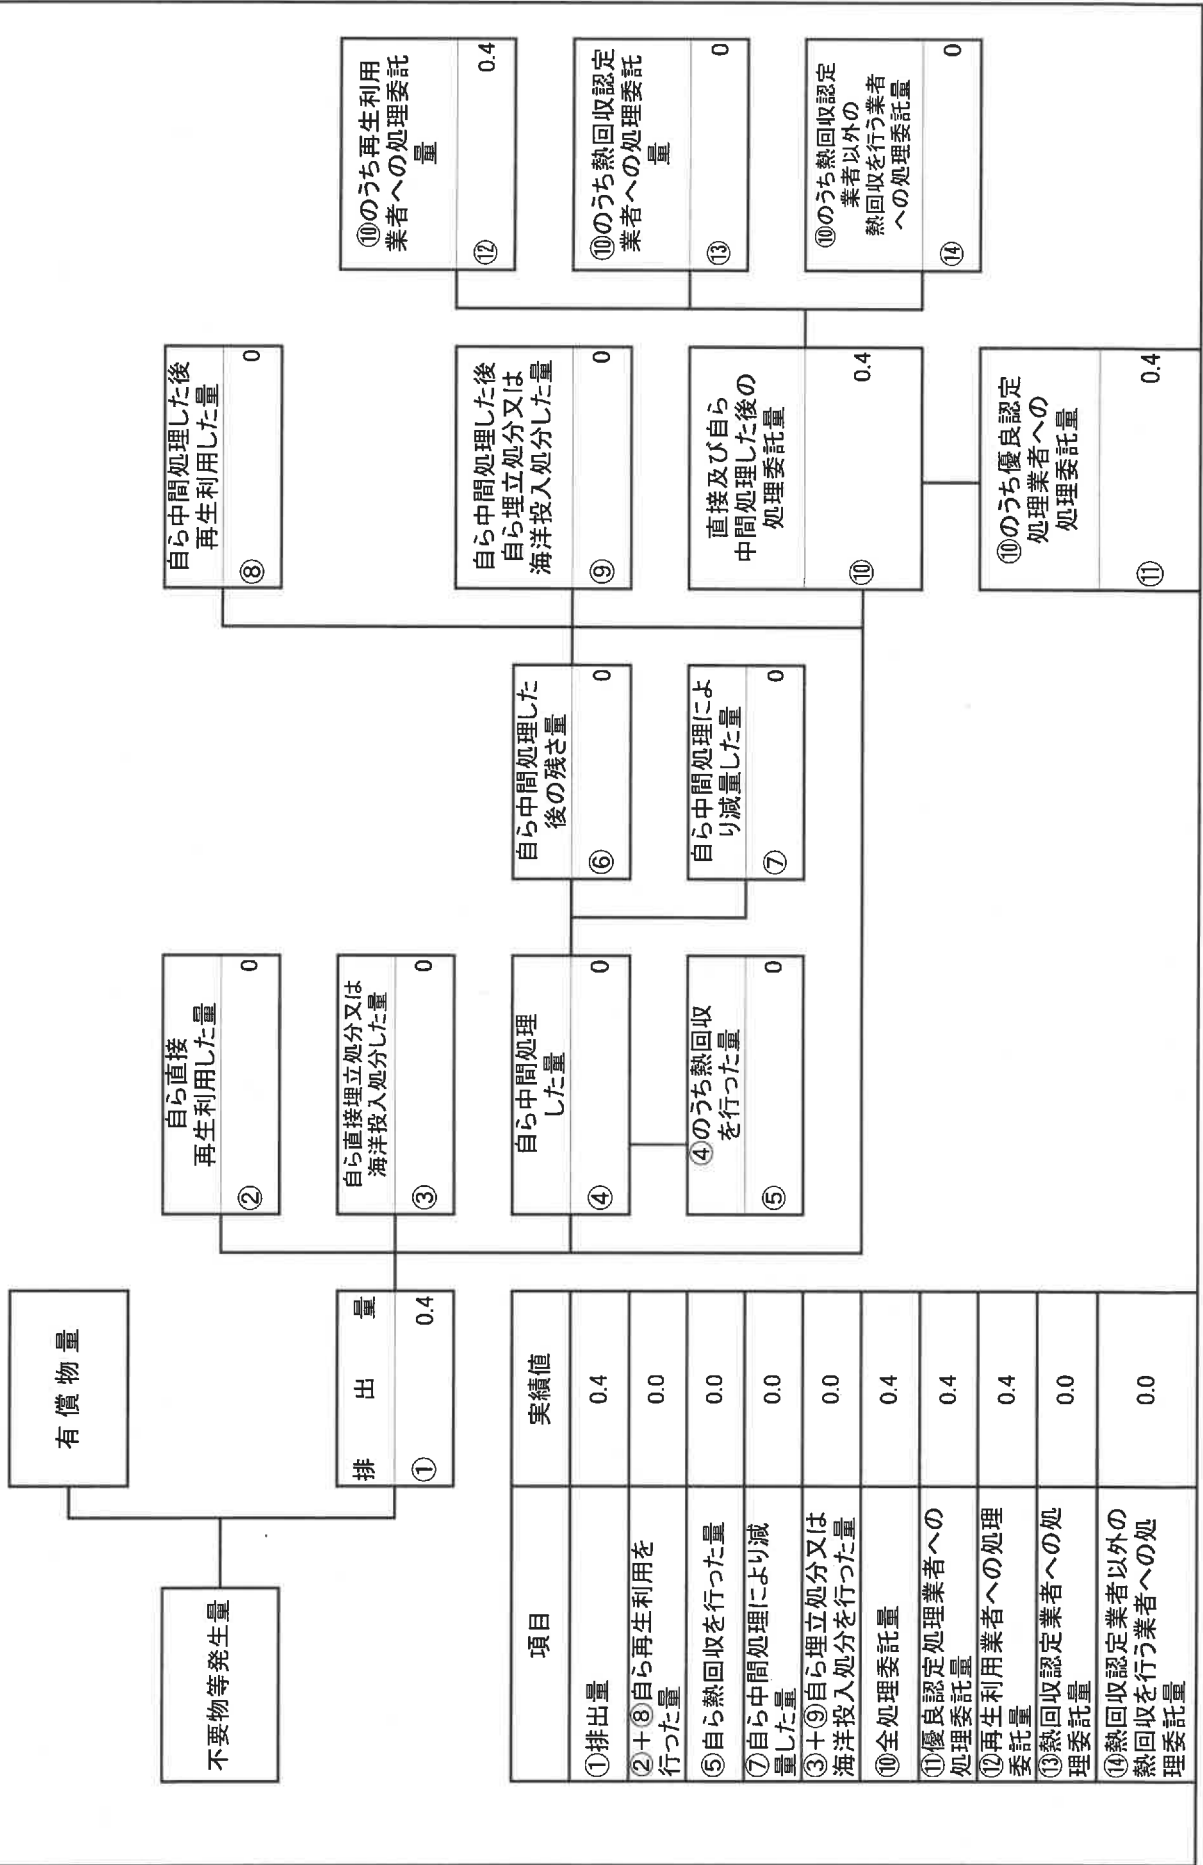 不要物等発生量
有償物量
排出量
① 0.4
自ら直接
再生利用した量
② 0
自ら直接埋立処分又は
海洋投入処分した量
③ 0
自ら中間処理
した量
④ 0
④のうち熱回収
を行った量
⑤ 0
自ら中間処理した
後の残さ量
⑥ 0
自ら中間処理によ
り減量した量
⑦ 0
自ら中間処理した後
再生利用した量
⑧ 0
自ら中間処理した後
自ら埋立処分又は
海洋投入処分した量
⑨ 0
直接及び自ら
中間処理した後の
処理委託量
⑩ 0.4
⑩のうち優良認定
処理業者への
処理委託量
⑪ 0.4
⑩のうち再生利用
業者への処理委託
量
⑫ 0.4
⑩のうち熱回収認定
業者への処理委託
量
⑬ 0
⑩のうち熱回収認定
業者以外の
熱回収を行う業者
への処理委託量
⑭ 0
項目 実績値
①排出量 0.4
②+⑧自ら再生利用を
行った量 0.0
⑤自ら熱回収を行った量 0.0
⑦自ら中間処理により減
量した量 0.0
③+⑨自ら埋立処分又は
海洋投入処分を行った量 0.0
⑩全処理委託量 0.4
⑪優良認定処理業者への
処理委託量 0.4
⑫再生利用業者への処理
委託量 0.4
⑬熱回収認定業者への処
理委託量 0.0
⑭熱回収認定業者以外の
熱回収を行う業者への処
理委託量 0.0